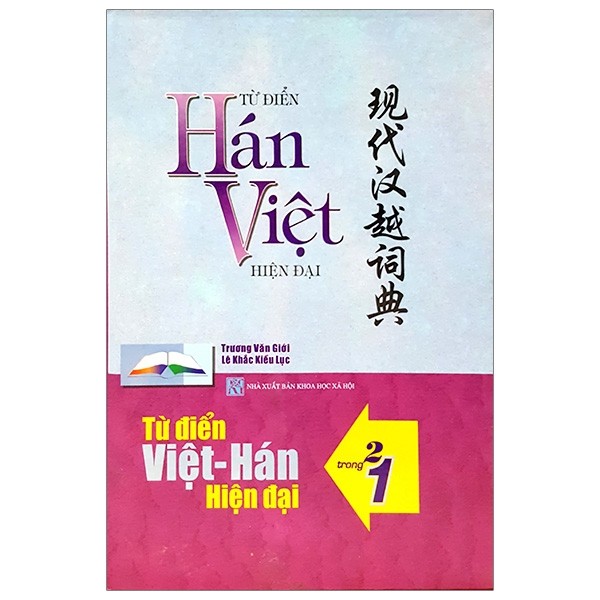 TỪ ĐIỂN
Hán
Việt
HIỆN ĐẠI
现代汉越词典
Trương Văn Giới
Lê Khắc Kiều Lục
NHÀ XUẤT BẢN KHOA HỌC XÃ HỘI
Từ điển
Việt-Hán
Hiện đại
2
trong
1